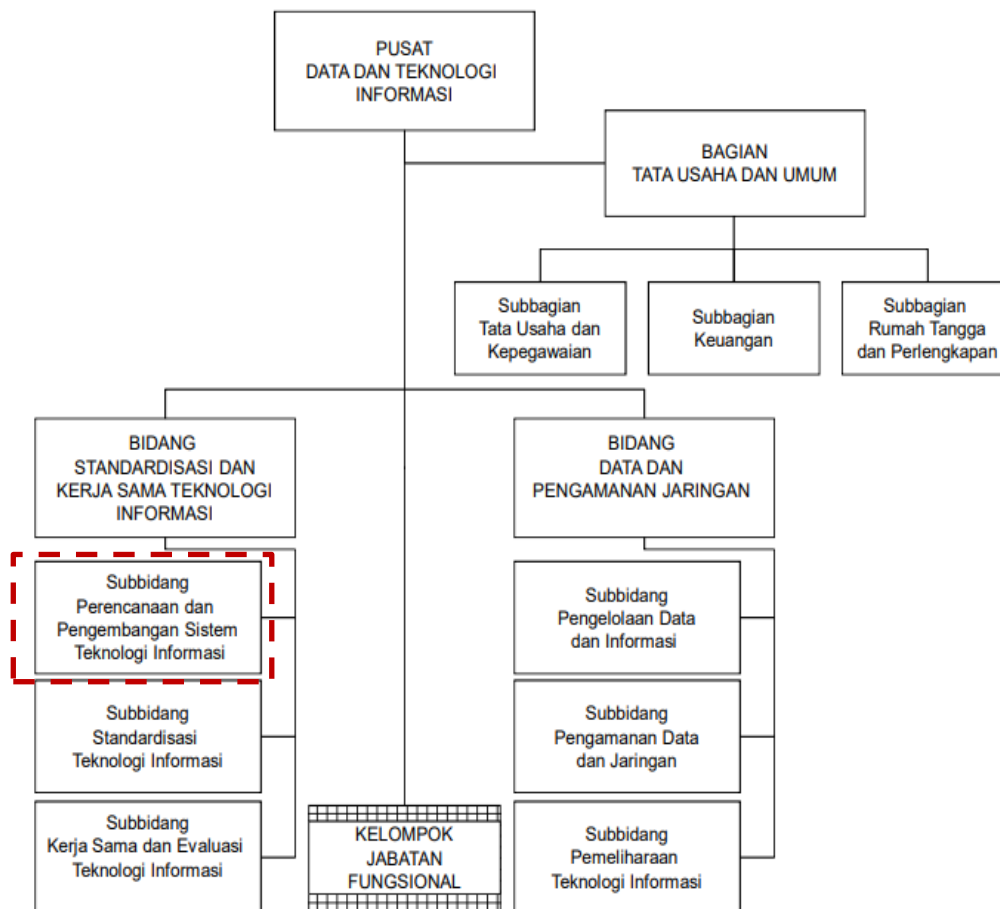 PUSAT
DATA DAN TEKNOLOGI
INFORMASI
BAGIAN
TATA USAHA DAN UMUM
Subbagian
Tata Usaha dan
Kepegawaian
Subbagian
Keuangan
Subbagian
Rumah Tangga
dan Perlengkapan
BIDANG
STANDARDISASI DAN
KERJA SAMA TEKNOLOGI
INFORMASI
BIDANG
DATA DAN
PENGAMANAN JARINGAN
Subbidang
Perencanaan dan
Pengembangan Sistem
Teknologi Informasi
Subbidang
Pengelolaan Data
dan Informasi
Subbidang
Standardisasi
Teknologi Informasi
Subbidang
Pengamanan Data
dan Jaringan
Subbidang
Kerja Sama dan Evaluasi
Teknologi Informasi
KELOMPOK
JABATAN
FUNGSIONAL
Subbidang
Pemeliharaan
Teknologi Informasi